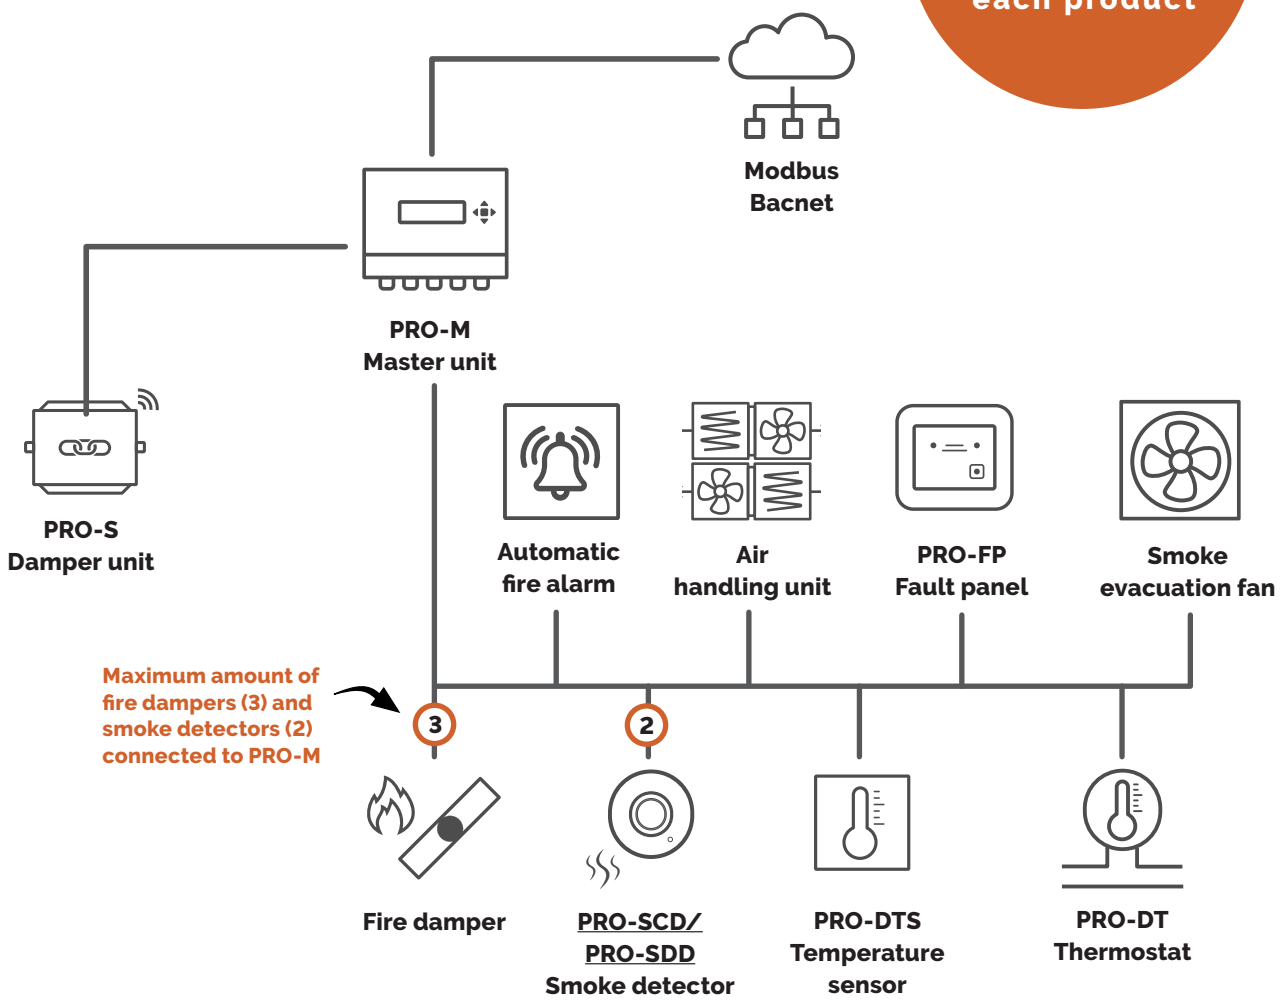 each product
Modbus
Bacnet
PRO-M
Master unit
PRO-S
Damper unit
Automatic
fire alarm
Air
handling unit
PRO-FP
Fault panel
Smoke
evacuation fan
Maximum amount of
fire dampers (3) and
smoke detectors (2)
connected to PRO-M
3
2
Fire damper
PRO-SCD/
PRO-SDD
Smoke detector
PRO-DTS
Temperature
sensor
PRO-DT
Thermostat